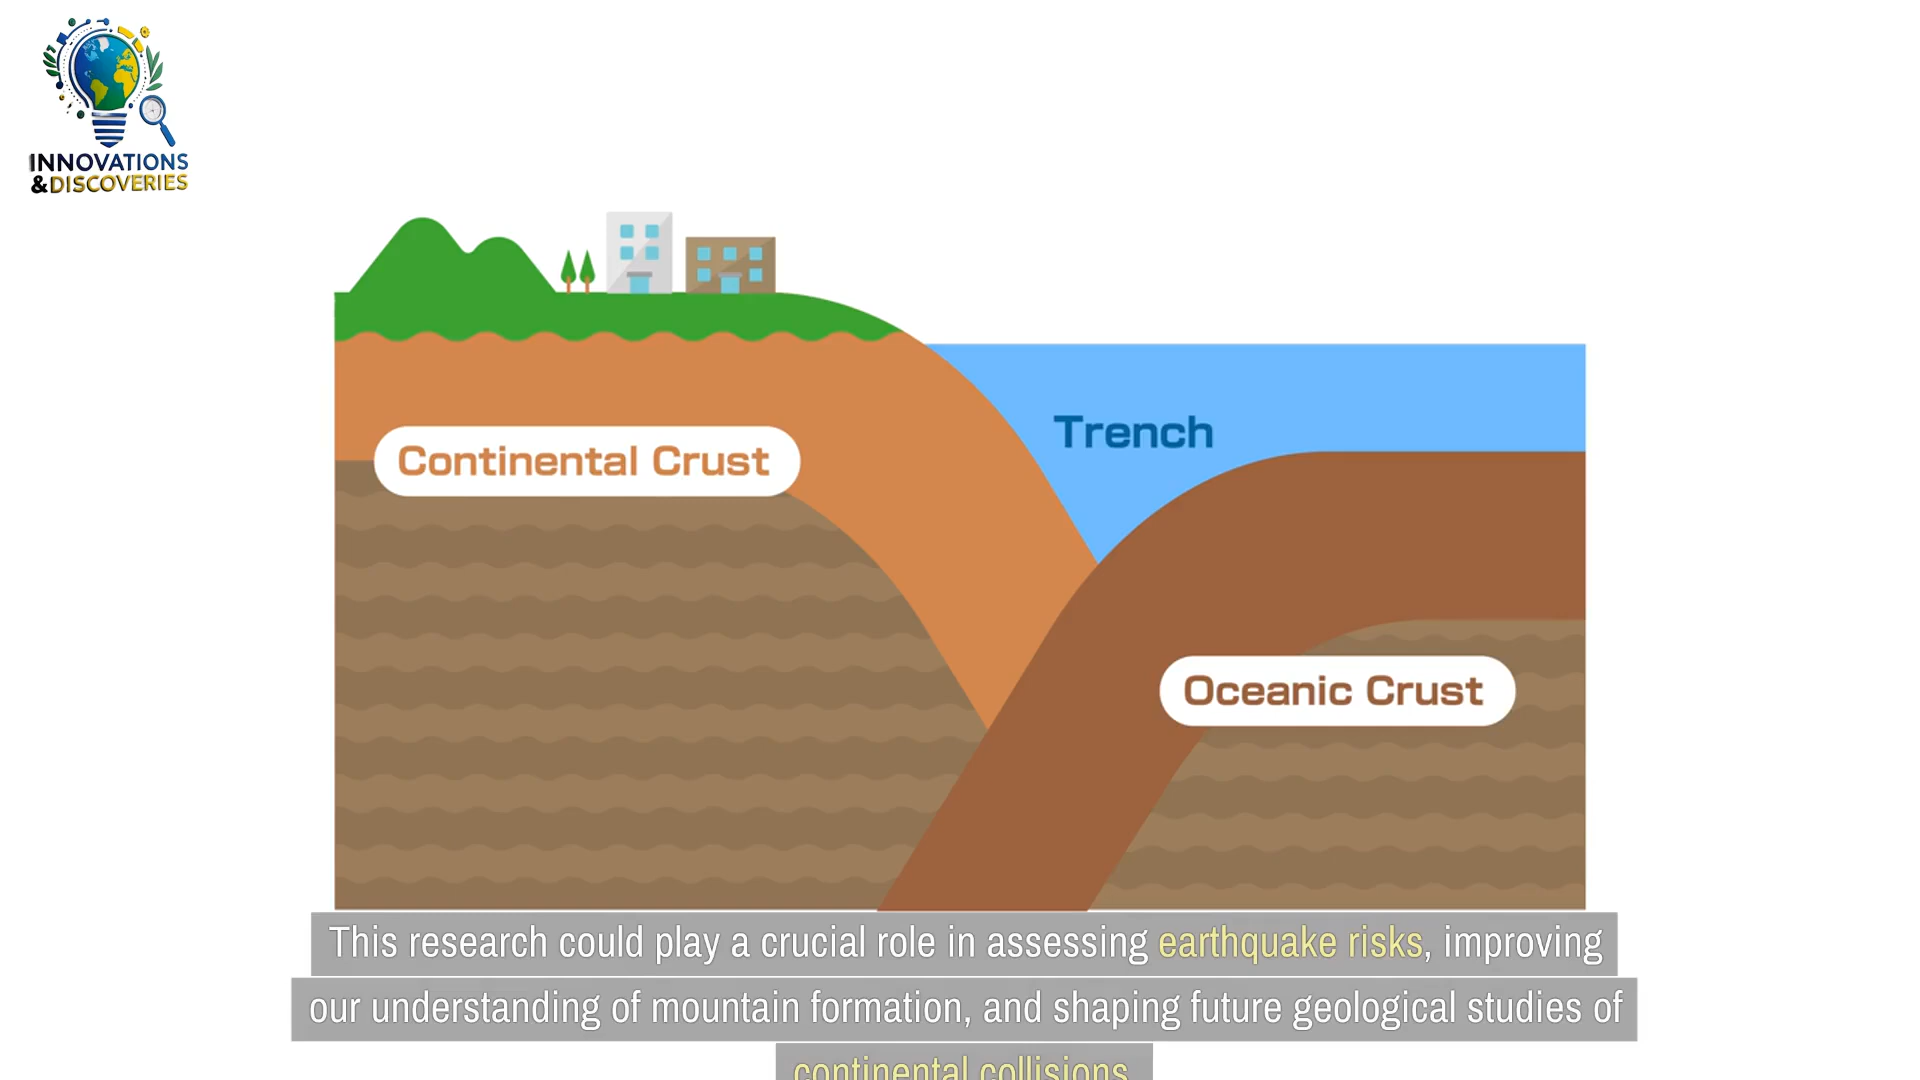 INNOVATIONS
&DISCOVERIES
Trench
Continental Crust
Oceanic Crust
This research could play a crucial role in assessing earthquake risks, improving
our understanding of mountain formation, and shaping future geological studies of
continental collisions.